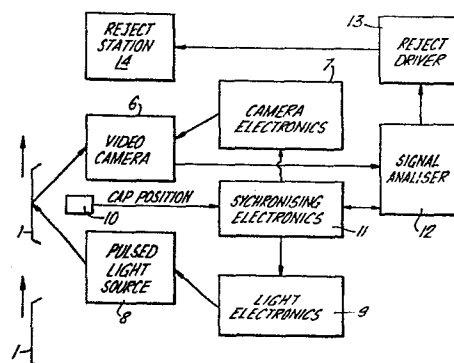 REJECT
STATION
14
13
REJECT
DRIVER
6
VIDEO
CAMERA
7
CAMERA
ELECTRONICS
SIGNAL
ANALISER
12
1
10
CAP POSITION
SYCHRONISING
ELECTRONICS
11
PULSED
LIGHT
SOURCE
8
LIGHT
ELECTRONICS
9
1